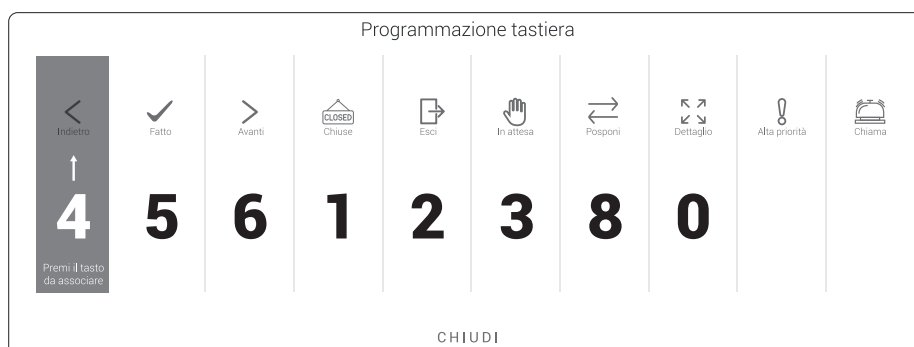 Programmazione tastiera
Indietro
Fatto
Avanti
CLOSED
Chiuse
Esci
In attesa
Posponi
Dettaglio
Alta priorità
Chiama
4
5
6
1
2
3
8
0
Premi il tasto
da associare
CHIUDI